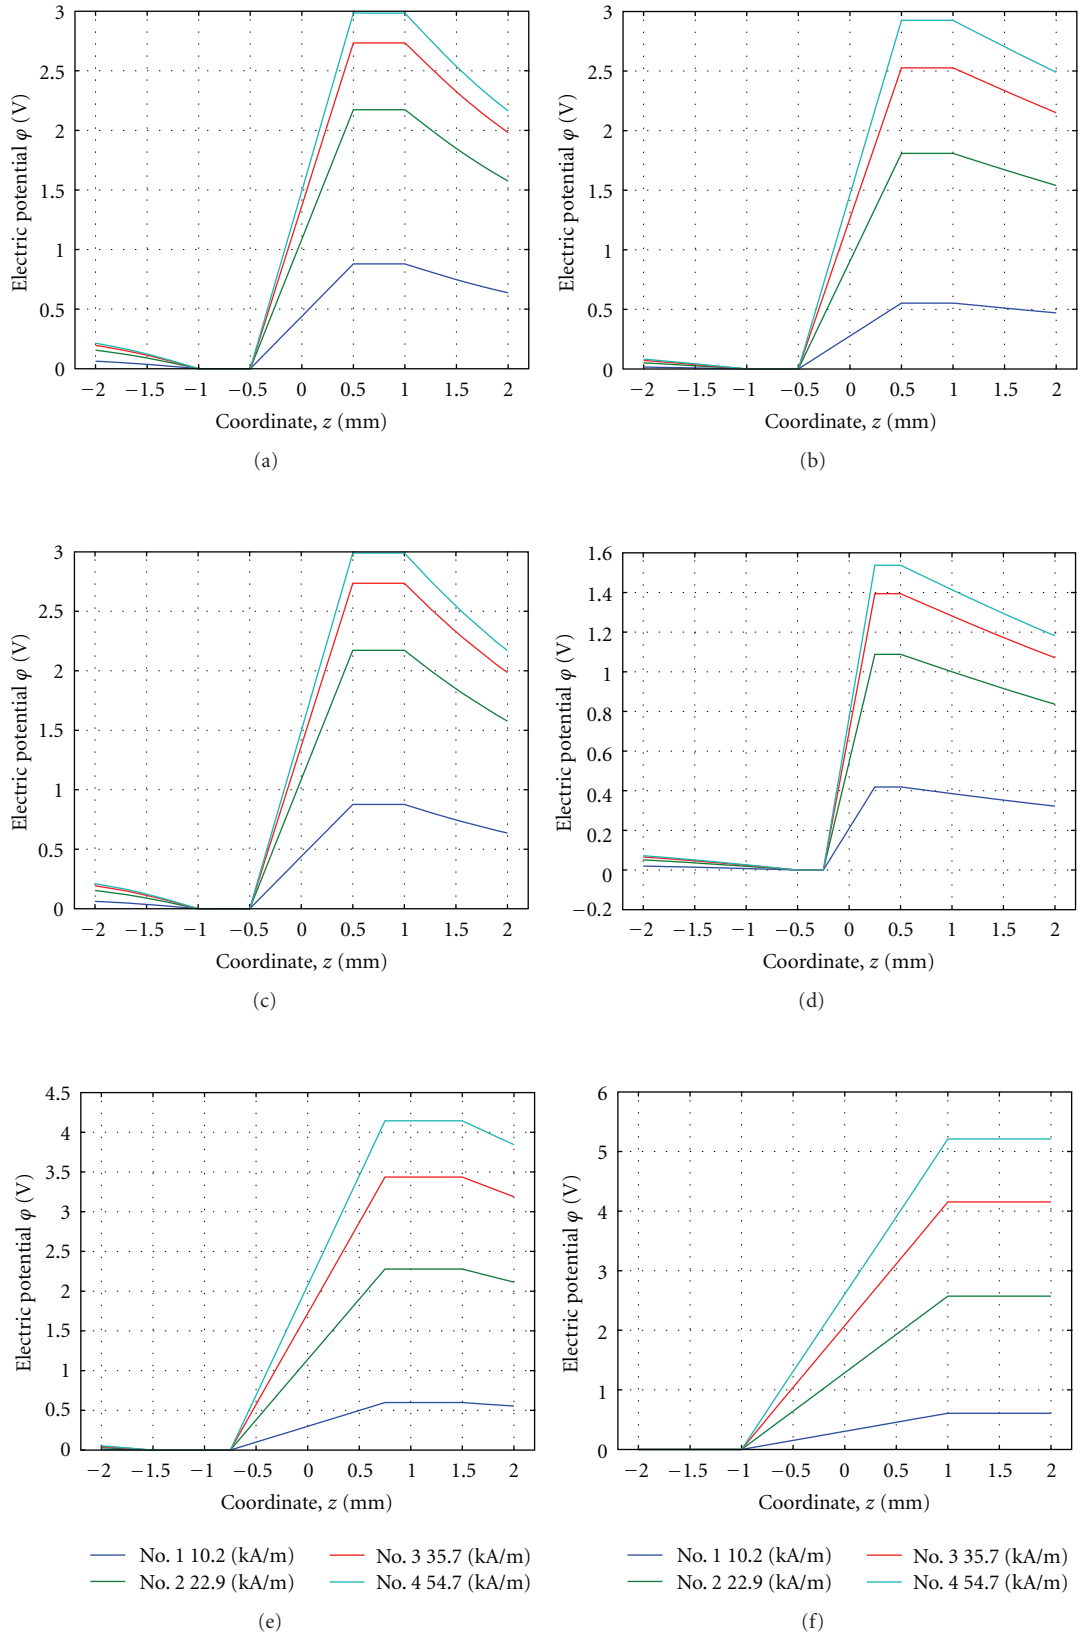 3
2.5
2
1.5
1
0.5
0
Electric potential φ (V)
−2 −1.5 −1 −0.5 0 0.5 1 1.5 2
Coordinate, z (mm)
(a)
3
2.5
2
1.5
1
0.5
0
Electric potential φ (V)
−2 −1.5 −1 −0.5 0 0.5 1 1.5 2
Coordinate, z (mm)
(b)
3
2.5
2
1.5
1
0.5
0
Electric potential φ (V)
−2 −1.5 −1 −0.5 0 0.5 1 1.5 2
Coordinate, z (mm)
(c)
1.6
1.4
1.2
1.0
0.8
0.6
0.4
0.2
0
−0.2
Electric potential φ (V)
−2 −1.5 −1 −0.5 0 0.5 1 1.5 2
Coordinate, z (mm)
(d)
4.5
4
3.5
3
2.5
2
1.5
1
0.5
0
Electric potential φ (V)
−2 −1.5 −1 −0.5 0 0.5 1 1.5 2
Coordinate, z (mm)
No. 1 10.2 (kA/m)
No. 2 22.9 (kA/m)
No. 3 35.7 (kA/m)
No. 4 54.7 (kA/m)
(e)
6
5
4
3
2
1
0
Electric potential φ (V)
−2 −1.5 −1 −0.5 0 0.5 1 1.5 2
Coordinate, z (mm)
No. 1 10.2 (kA/m)
No. 2 22.9 (kA/m)
No. 3 35.7 (kA/m)
No. 4 54.7 (kA/m)
(f)